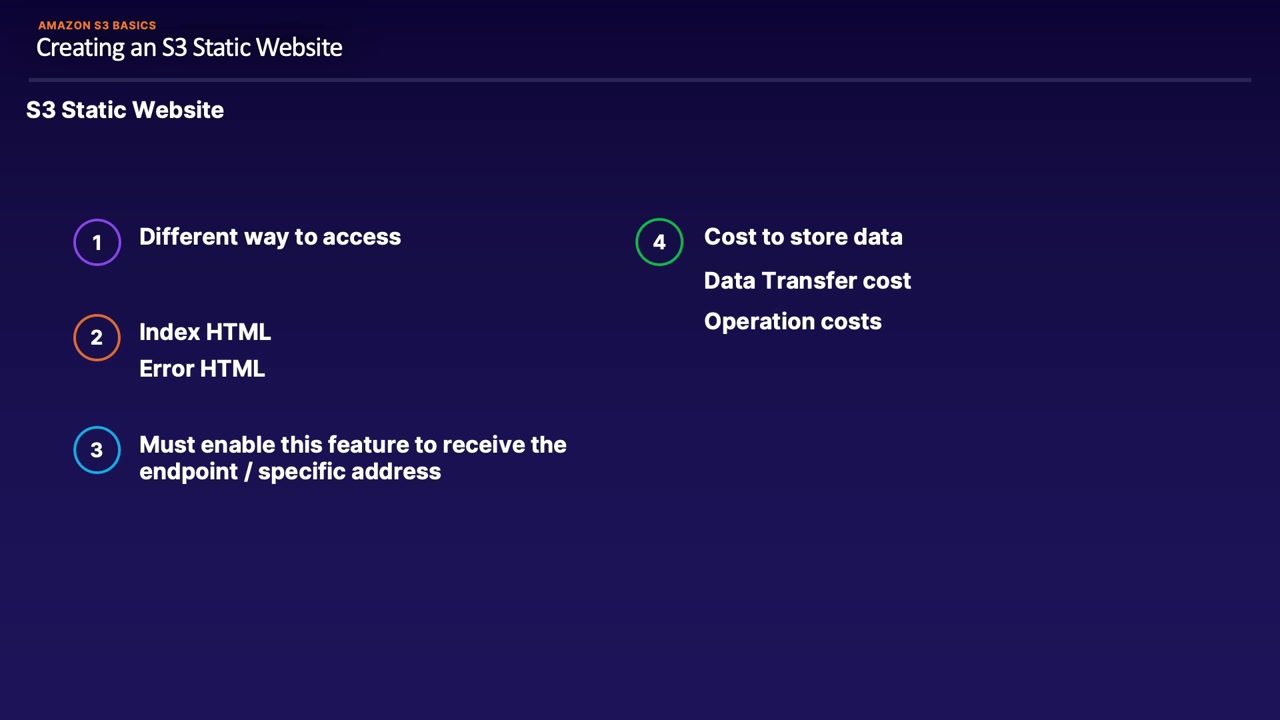 AMAZON S3 BASICS
Creating an S3 Static Website
S3 Static Website
1
Different way to access
2
Index HTML
Error HTML
3
Must enable this feature to receive the
endpoint / specific address
4
Cost to store data
Data Transfer cost
Operation costs